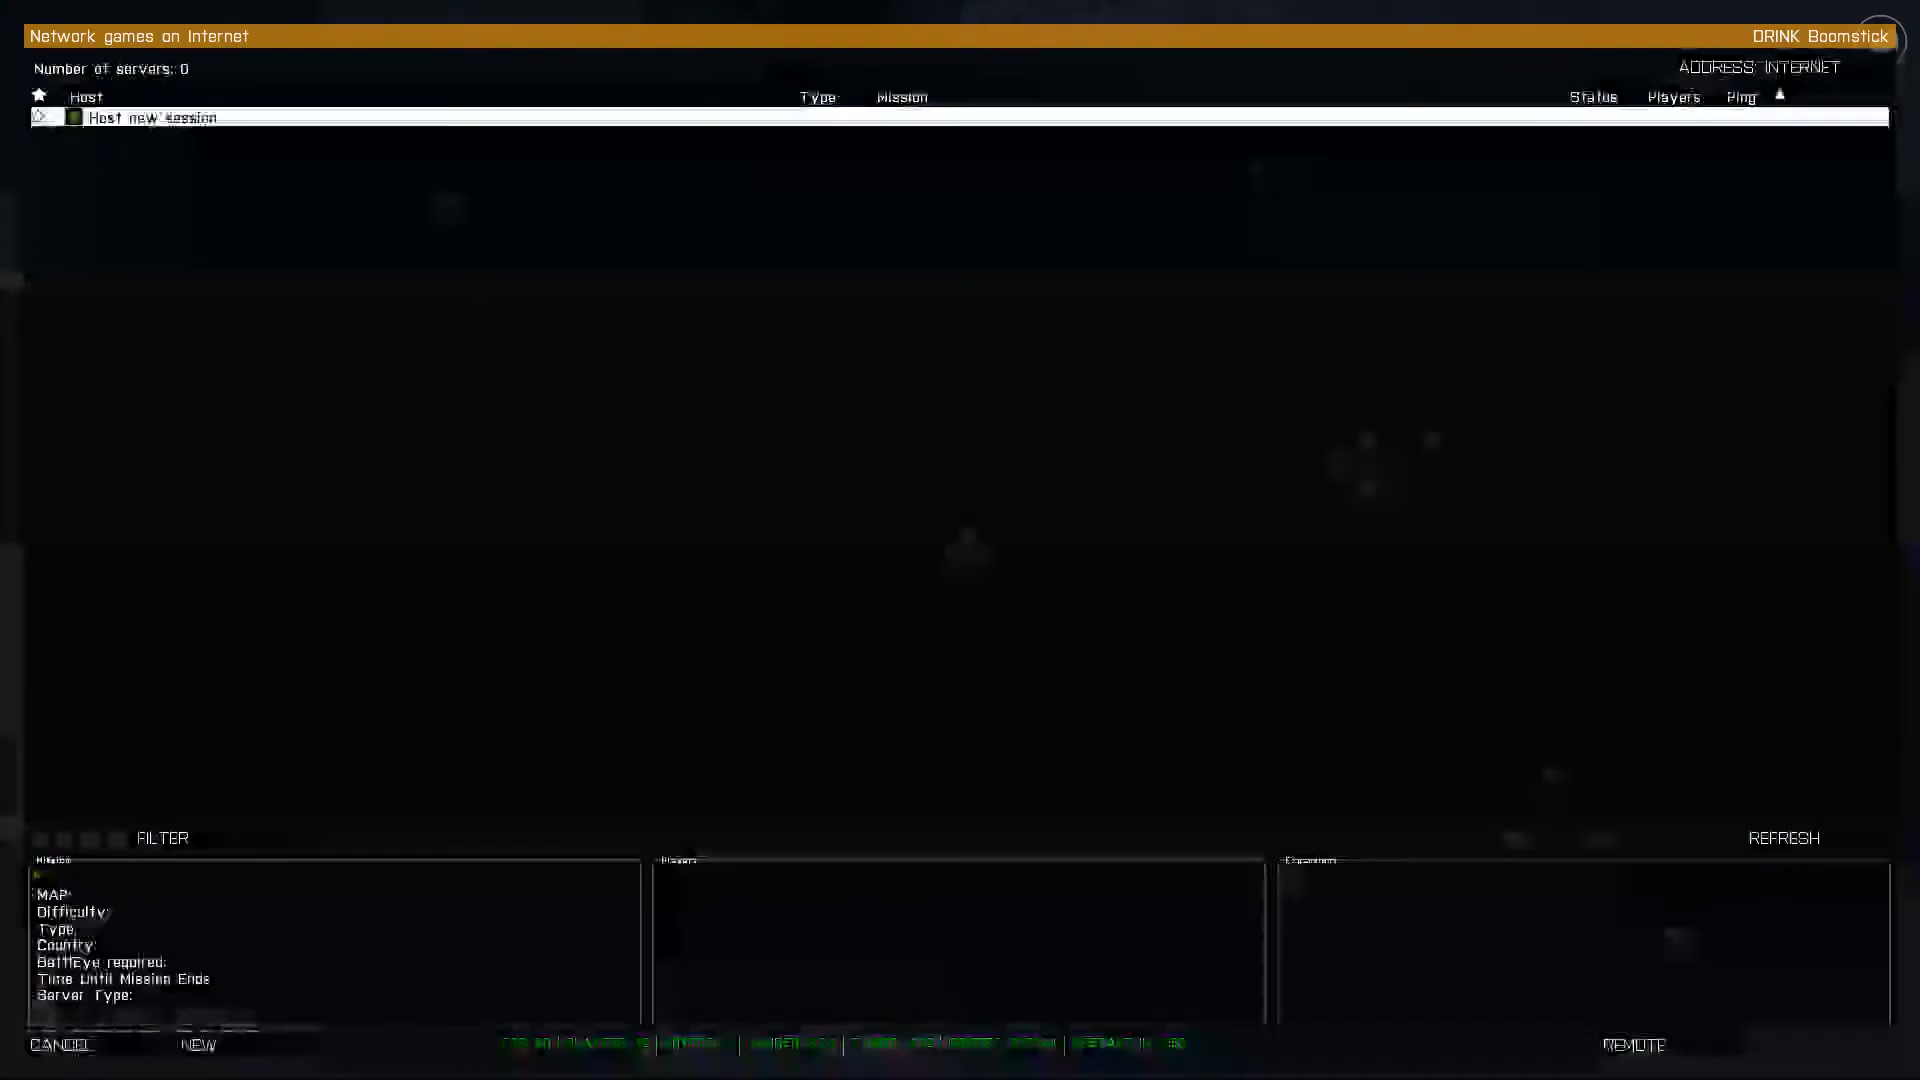 Network games on Internet DRINK Boomstick
Number of servers: 0 ADDRESS: INTERNET
Host Type Mission Status Players Ping
Host new session
FILTER REFRESH
Mission Players
MAP
Difficulty:
Type
Country:
BattlEye required:
Time Until Mission Ends
Server Type:
CANCEL NEW REMOTE